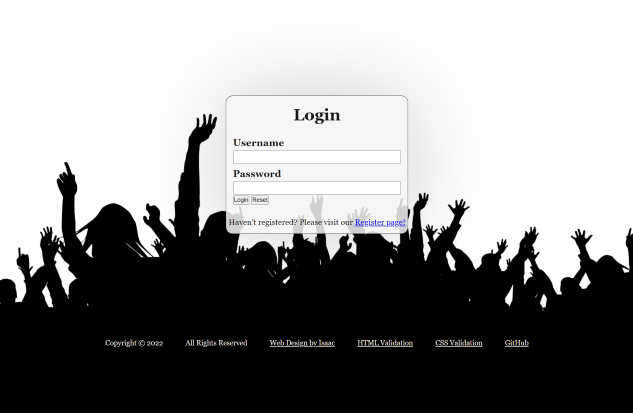 Login
Username
Password
Login Reset
Haven't registered? Please visit our Register page!
Copyright © 2022 All Rights Reserved Web Design by Isaac HTML Validation CSS Validation GitHub